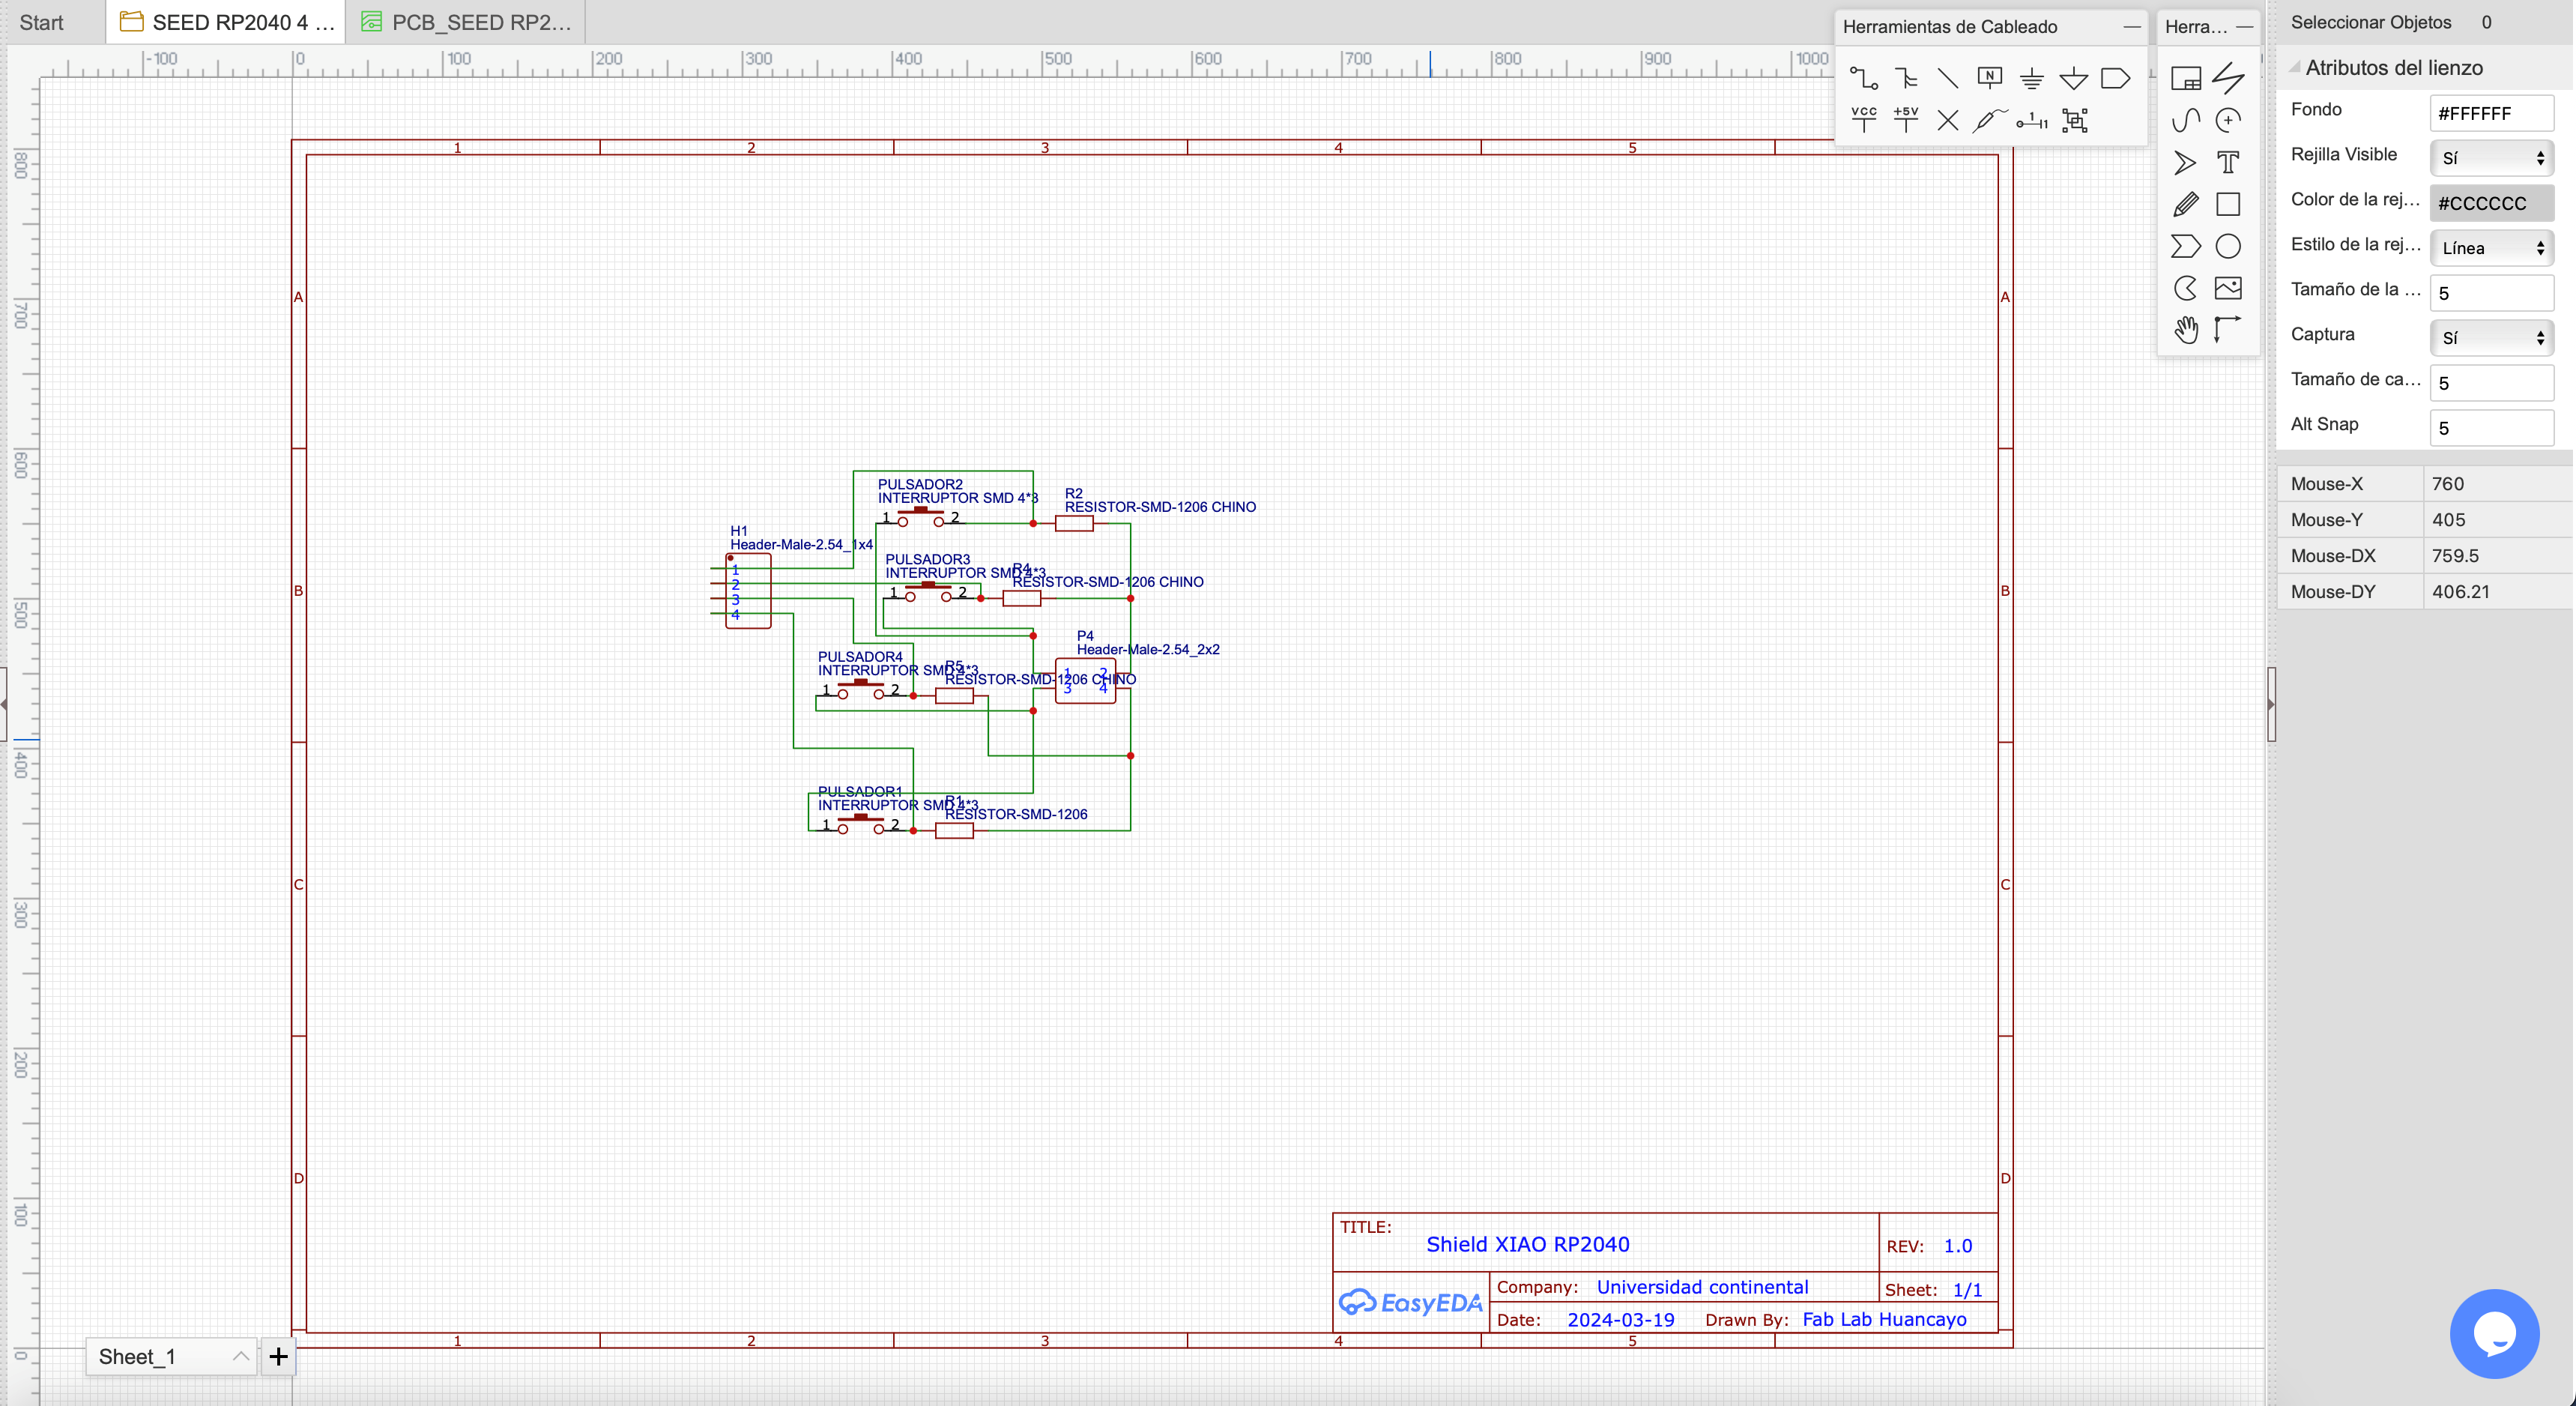 Start
SEED RP2040 4 ...
PCB_SEED RP2...
-100 0 100 200 300 400 500 600 700 800 900 1000
800
700
600
500
400
300
200
100
0
Herramientas de Cableado
Herra...
N
VCC
+5V
1
T
Seleccionar Objetos 0
Atributos del lienzo
Fondo #FFFFFF
Rejilla Visible Sí
Color de la rej... #CCCCCC
Estilo de la rej... Línea
Tamaño de la ... 5
Captura Sí
Tamaño de ca... 5
Alt Snap 5
Mouse-X 760
Mouse-Y 405
Mouse-DX 759.5
Mouse-DY 406.21
1 2 3 4 5
A A
B B
C C
D D
PULSADOR2
INTERRUPTOR SMD 4*3
1 2
R2
RESISTOR-SMD-1206 CHINO
H1
Header-Male-2.54_1x4
1
2
3
4
PULSADOR3
INTERRUPTOR SMD 4*3
1 2
R4
RESISTOR-SMD-1206 CHINO
P4
Header-Male-2.54_2x2
1 2
3 4
PULSADOR4
INTERRUPTOR SMD 4*3
1 2
R5
RESISTOR-SMD-1206 CHINO
PULSADOR1
INTERRUPTOR SMD 4*3
1 2
R1
RESISTOR-SMD-1206
TITLE:
Shield XIAO RP2040
REV: 1.0
EasyEDA
Company: Universidad continental
Sheet: 1/1
Date: 2024-03-19
Drawn By: Fab Lab Huancayo
1 2 3 4 5
Sheet_1
+